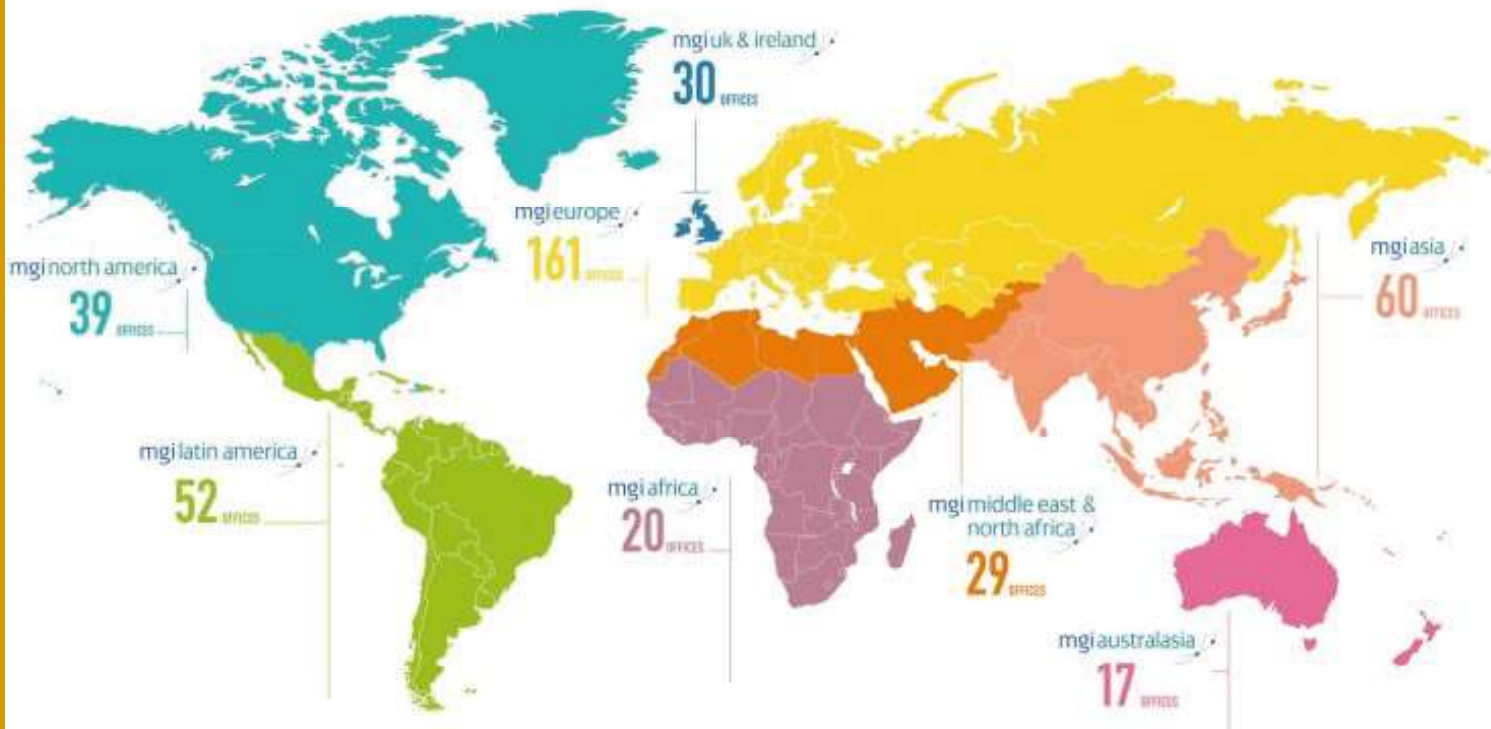 mgi uk & ireland
30 OFFICES
mgi europe
161 OFFICES
mgi north america
39 OFFICES
mgi asia
60 OFFICES
mgi latin america
52 OFFICES
mgi africa
20 OFFICES
mgi middle east &
north africa
29 OFFICES
mgi australasia
17 OFFICES